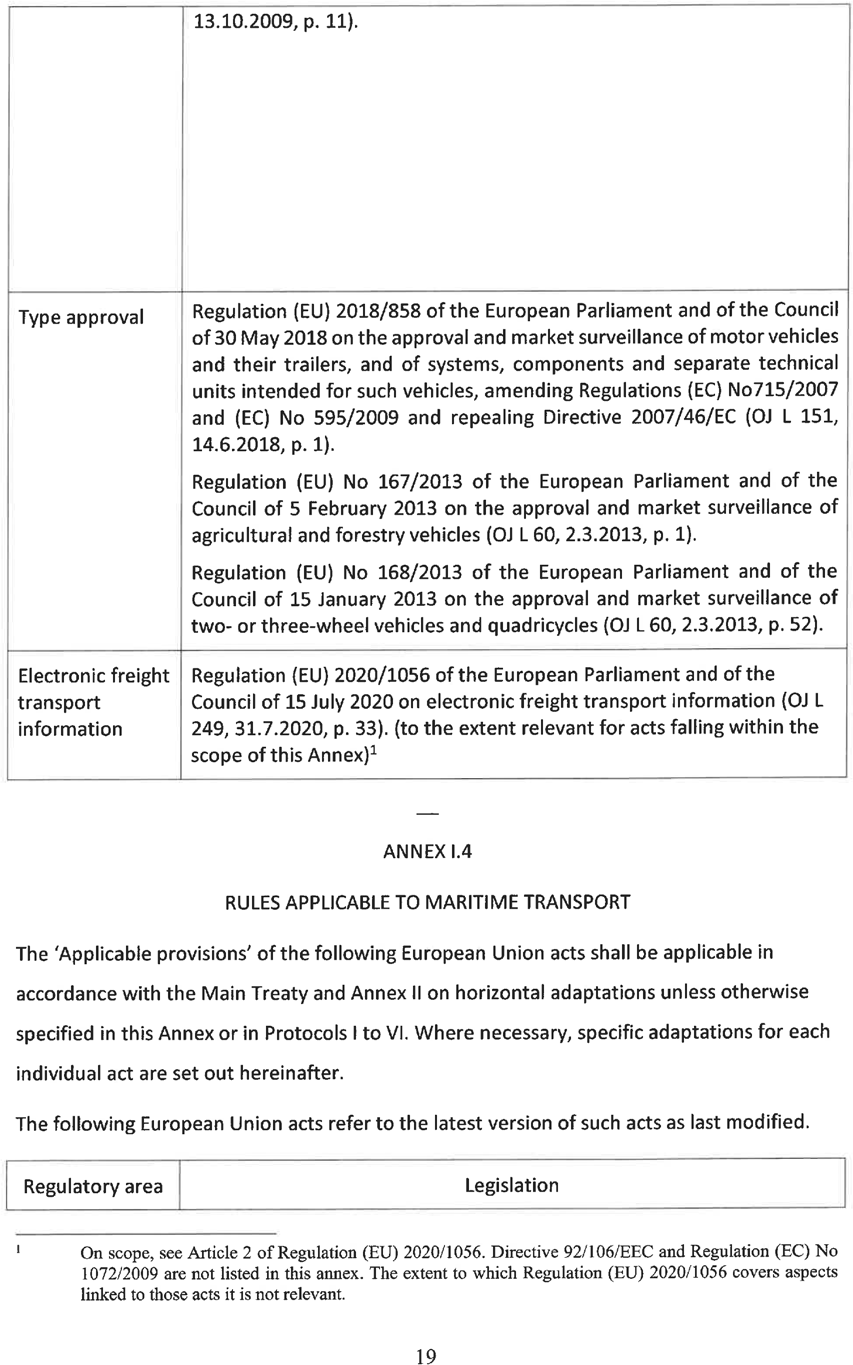 13.10.2009, p. 11).
Type approval
Regulation (EU) 2018/858 of the European Parliament and of the Council
of 30 May 2018 on the approval and market surveillance of motor vehicles
and their trailers, and of systems, components and separate technical
units intended for such vehicles, amending Regulations (EC) No715/2007
and (EC) No 595/2009 and repealing Directive 2007/46/EC (OJ L 151,
14.6.2018, p. 1).
Regulation (EU) No 167/2013 of the European Parliament and of the
Council of 5 February 2013 on the approval and market surveillance of
agricultural and forestry vehicles (OJ L 60, 2.3.2013, p. 1).
Regulation (EU) No 168/2013 of the European Parliament and of the
Council of 15 January 2013 on the approval and market surveillance of
two- or three-wheel vehicles and quadricycles (OJ L 60, 2.3.2013, p. 52).
Electronic freight
transport
information
Regulation (EU) 2020/1056 of the European Parliament and of the
Council of 15 July 2020 on electronic freight transport information (OJ L
249, 31.7.2020, p. 33). (to the extent relevant for acts falling within the
scope of this Annex)¹
—
ANNEX I.4
RULES APPLICABLE TO MARITIME TRANSPORT
The ‘Applicable provisions’ of the following European Union acts shall be applicable in
accordance with the Main Treaty and Annex II on horizontal adaptations unless otherwise
specified in this Annex or in Protocols I to VI. Where necessary, specific adaptations for each
individual act are set out hereinafter.
The following European Union acts refer to the latest version of such acts as last modified.
Regulatory area
Legislation
¹ On scope, see Article 2 of Regulation (EU) 2020/1056. Directive 92/106/EEC and Regulation (EC) No
1072/2009 are not listed in this annex. The extent to which Regulation (EU) 2020/1056 covers aspects
linked to those acts it is not relevant.
19